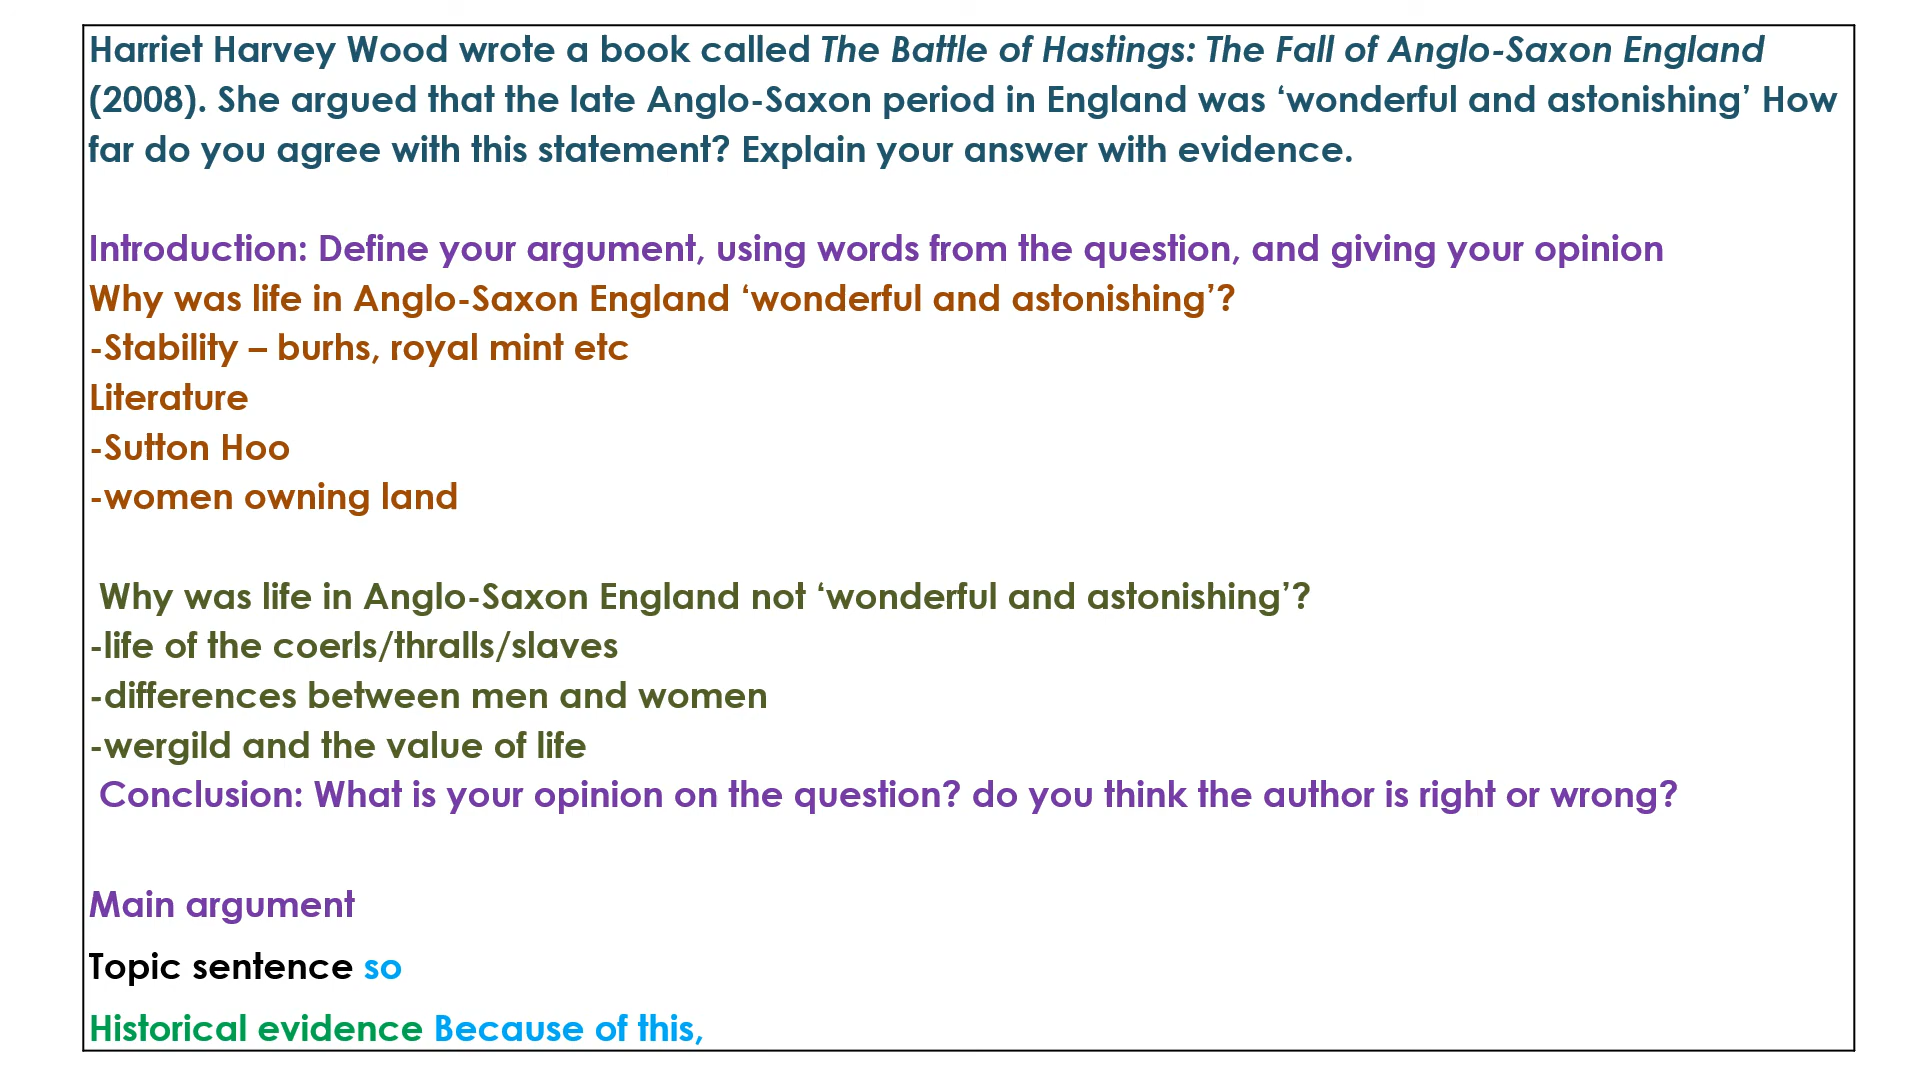 Harriet Harvey Wood wrote a book called The Battle of Hastings: The Fall of Anglo-Saxon England
(2008). She argued that the late Anglo-Saxon period in England was ‘wonderful and astonishing’ How
far do you agree with this statement? Explain your answer with evidence.
Introduction: Define your argument, using words from the question, and giving your opinion
Why was life in Anglo-Saxon England ‘wonderful and astonishing’?
-Stability – burhs, royal mint etc
Literature
-Sutton Hoo
-women owning land
Why was life in Anglo-Saxon England not ‘wonderful and astonishing’?
-life of the coerls/thralls/slaves
-differences between men and women
-wergild and the value of life
Conclusion: What is your opinion on the question? do you think the author is right or wrong?
Main argument
Topic sentence so
Historical evidence Because of this,